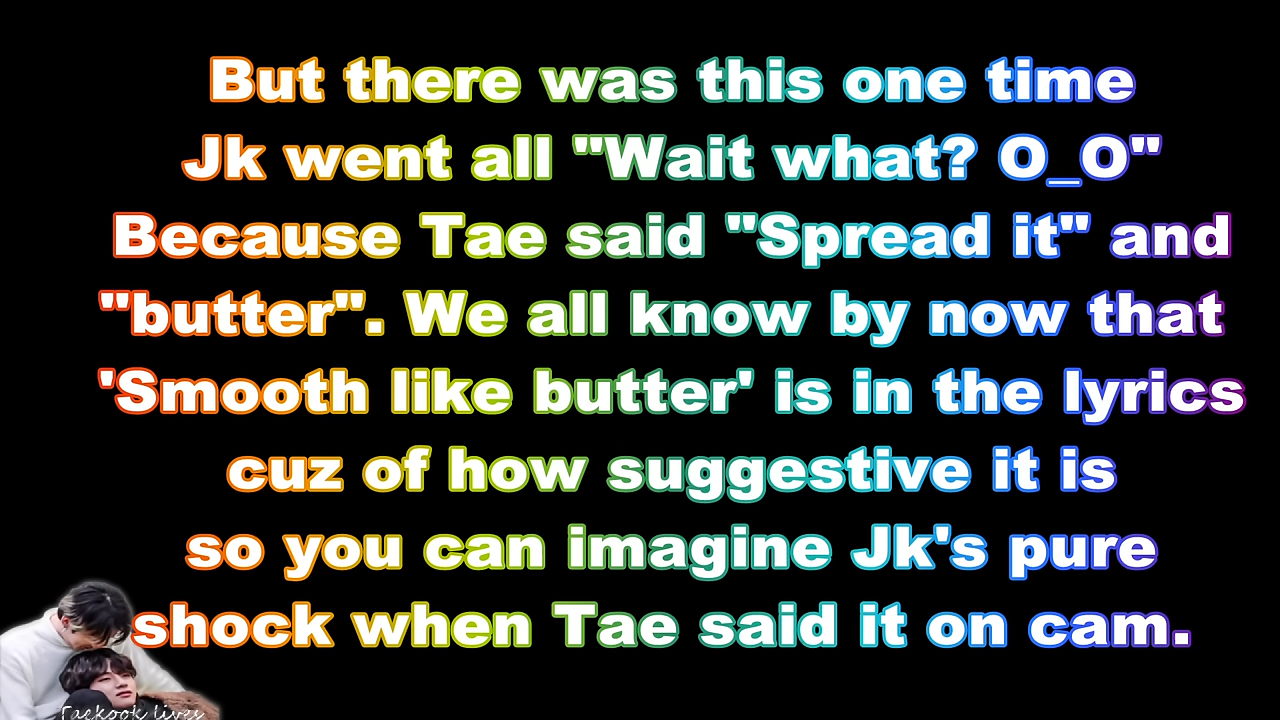 But there was this one time
Jk went all "Wait what? O_O"
Because Tae said "Spread it" and
"butter". We all know by now that
'Smooth like butter' is in the lyrics
cuz of how suggestive it is
so you can imagine Jk's pure
shock when Tae said it on cam.
Taekook lives